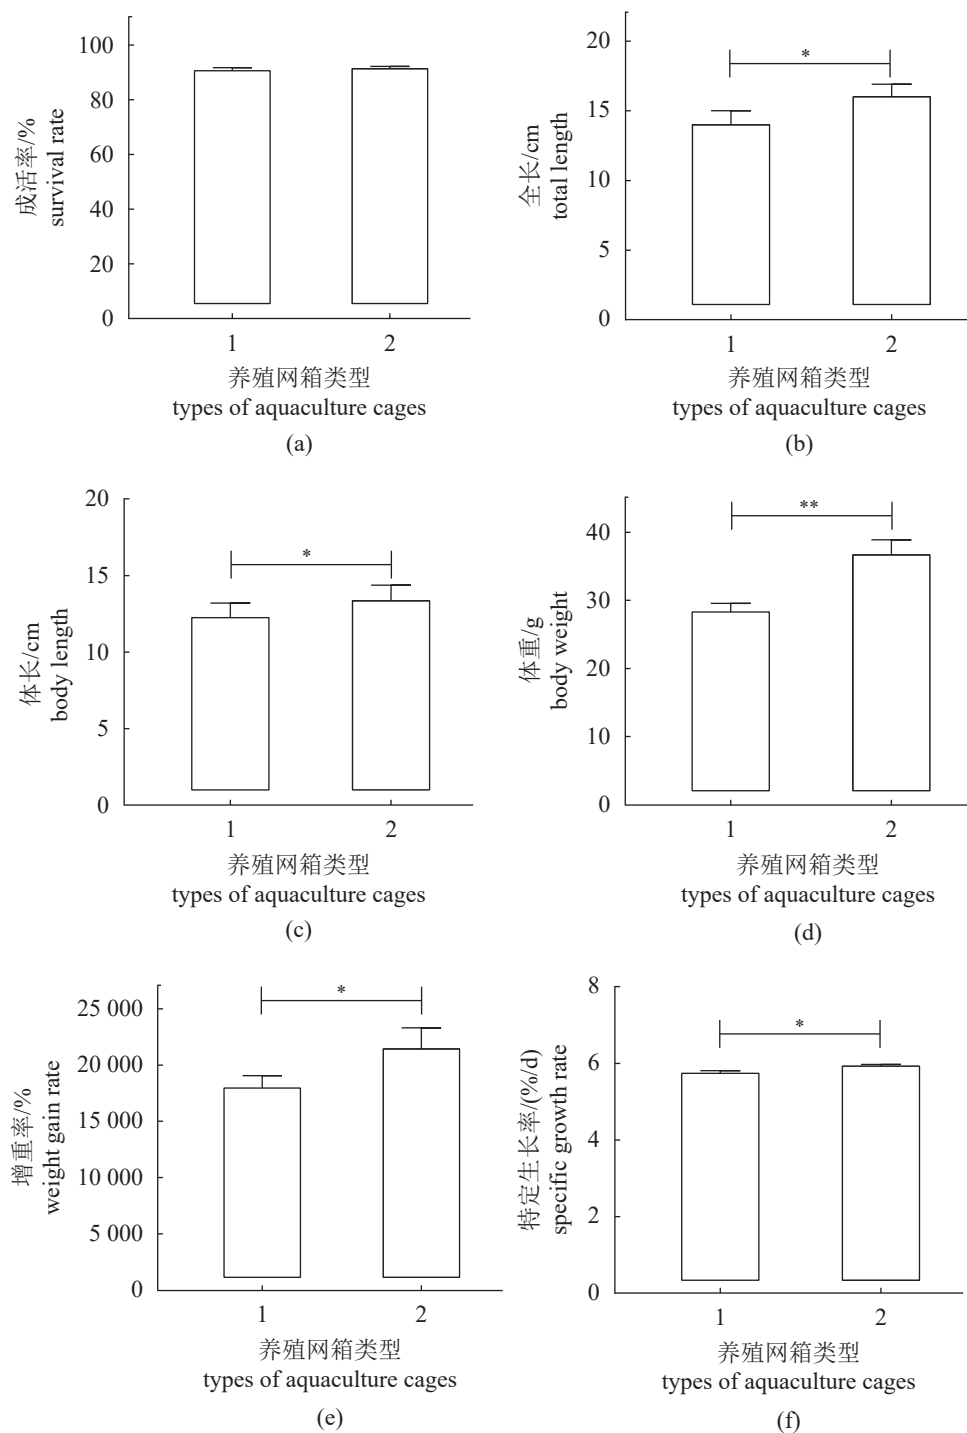 100
80
60
40
20
0
成活率/%
survival rate
1 2
养殖网箱类型
types of aquaculture cages
(a)
20
15
10
5
0
全长/cm
total length
*
1 2
养殖网箱类型
types of aquaculture cages
(b)
20
15
10
5
0
体长/cm
body length
*
1 2
养殖网箱类型
types of aquaculture cages
(c)
40
30
20
10
0
体重/g
body weight
**
1 2
养殖网箱类型
types of aquaculture cages
(d)
25 000
20 000
15 000
10 000
5 000
0
增重率/%
weight gain rate
*
1 2
养殖网箱类型
types of aquaculture cages
(e)
8
6
4
2
0
特定生长率/(%/d)
specific growth rate
*
1 2
养殖网箱类型
types of aquaculture cages
(f)